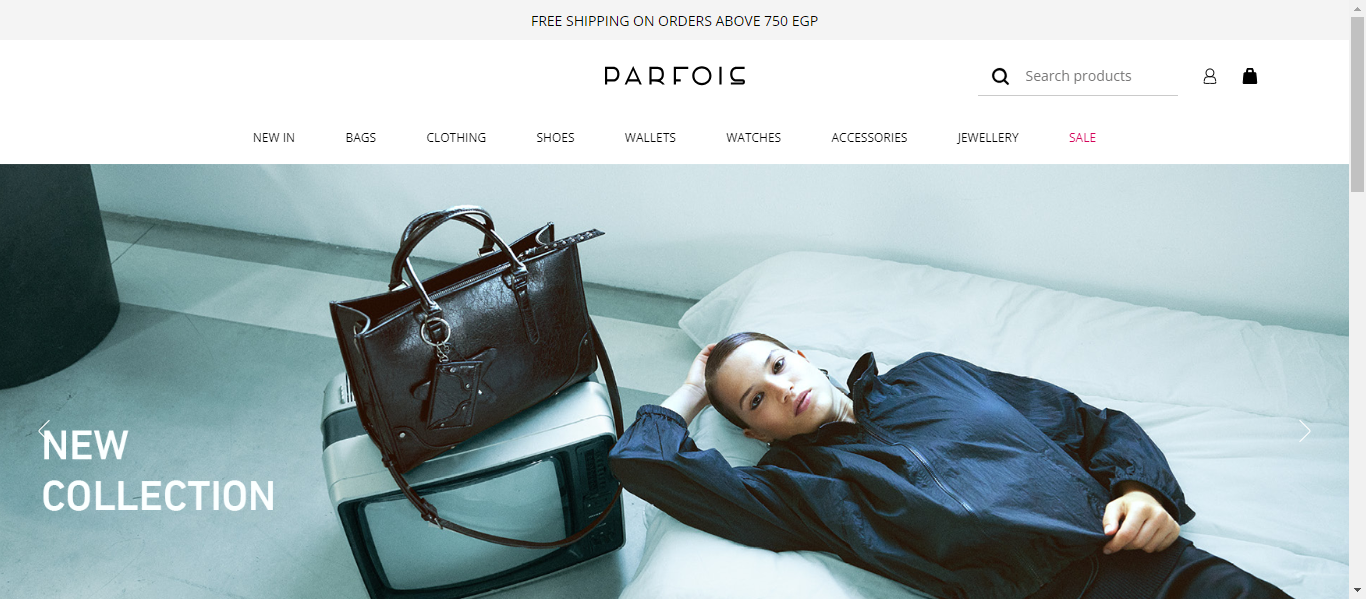 FREE SHIPPING ON ORDERS ABOVE 750 EGP
PARFOIS
Search products
NEW IN
BAGS
CLOTHING
SHOES
WALLETS
WATCHES
ACCESSORIES
JEWELLERY
SALE
NEW
COLLECTION